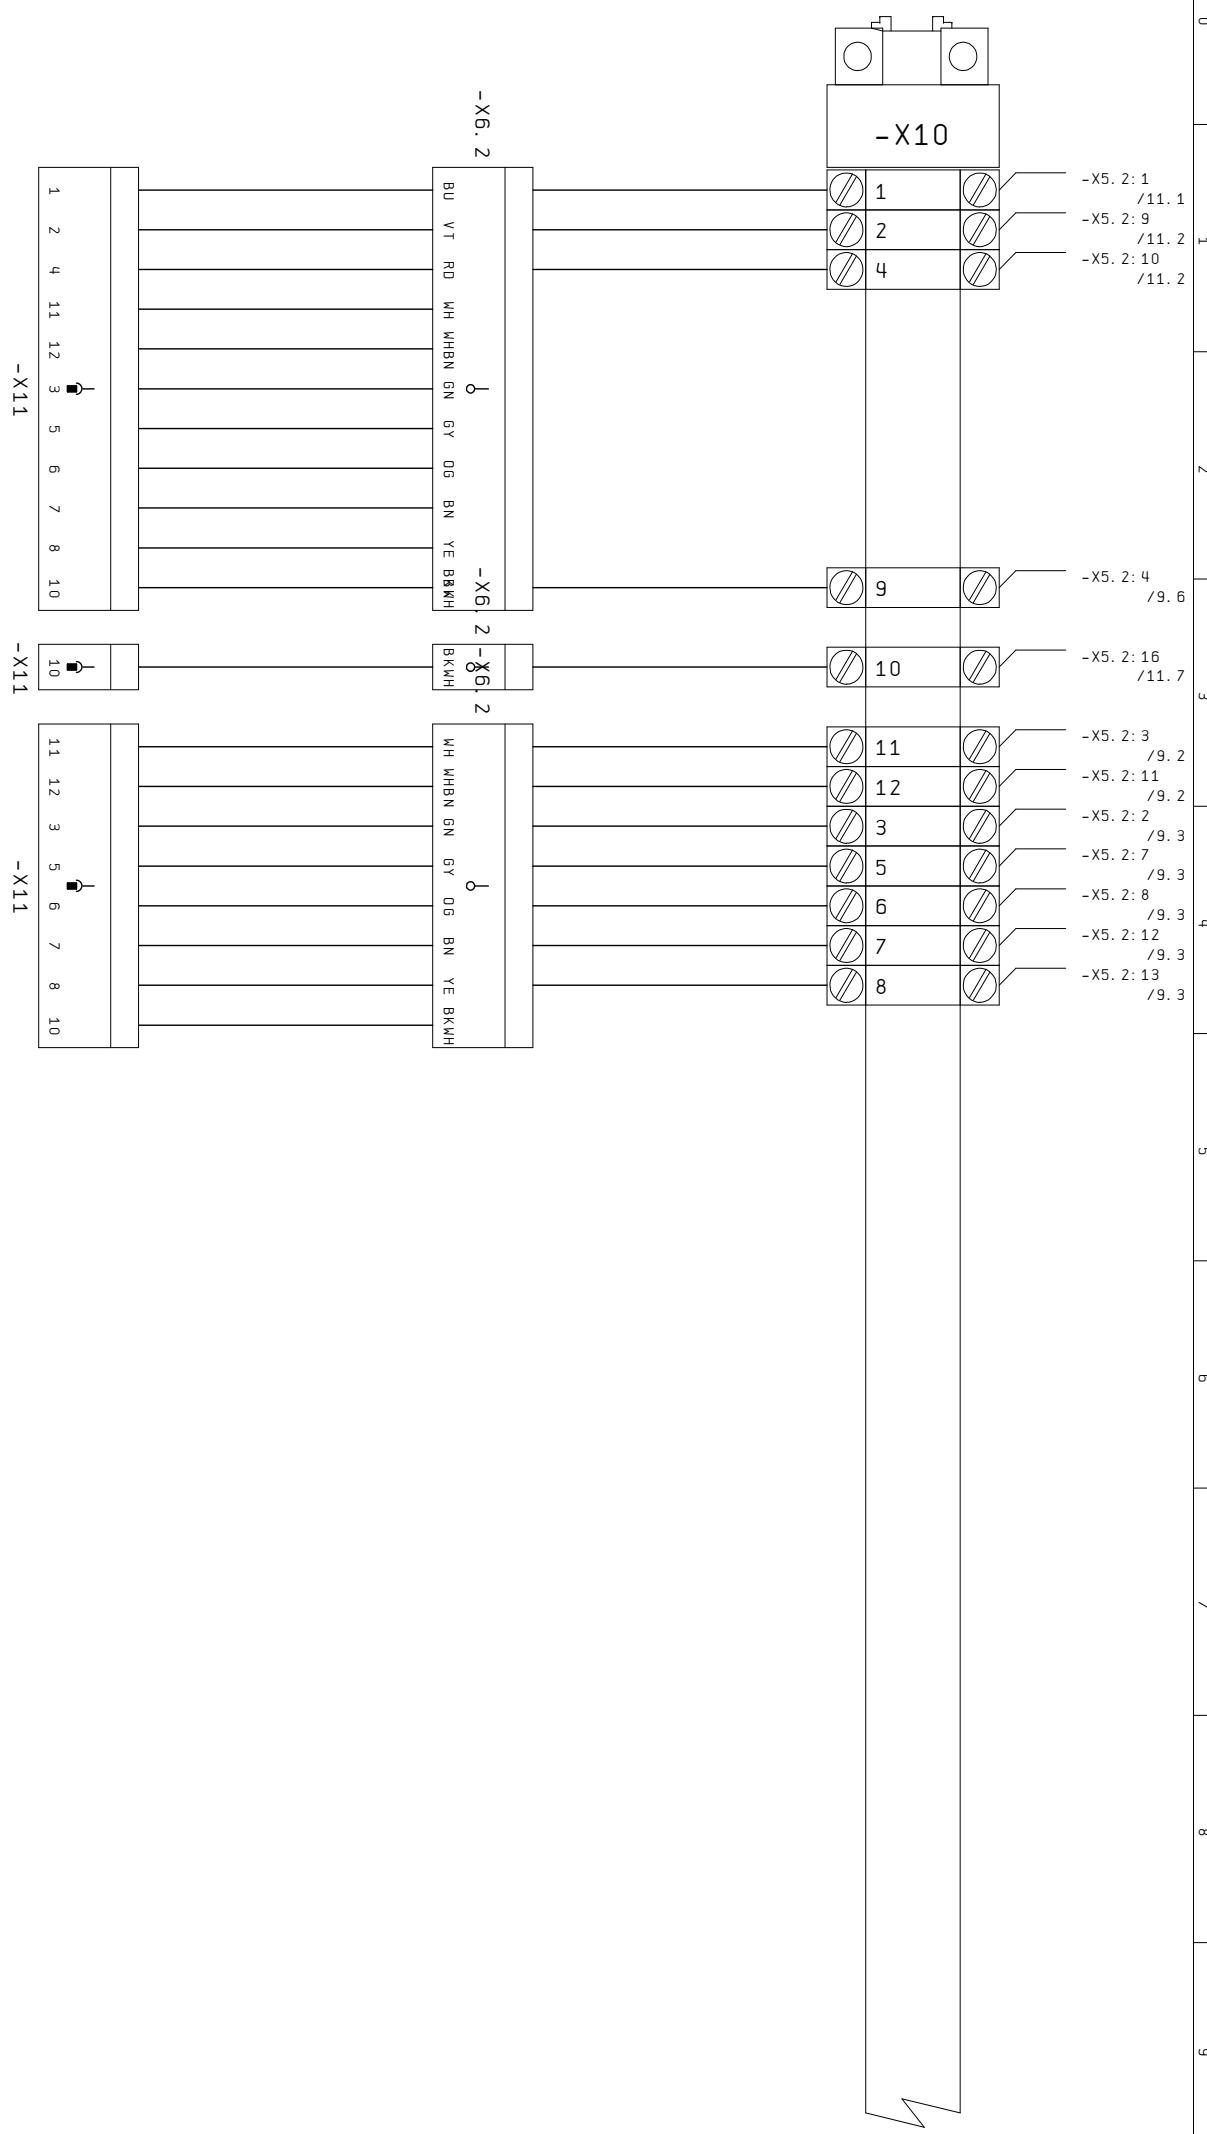 0
-X6. 2
-X10
1 BU 1 -X5. 2: 1
/11. 1
2 VT 2 -X5. 2: 9
/11. 2
1
4 RD 4 -X5. 2: 10
/11. 2
11 WH
12 WHBN
-X11
3 GN
5 GY
6 OG
2
7 BN
8 YE
10 9 -X5. 2: 4
/9. 6
-X6. 2
-X11
10 BKWH 10 -X5. 2: 16
/11. 7
-X6. 2
3
11 WH 11 -X5. 2: 3
/9. 2
12 WHBN 12 -X5. 2: 11
/9. 2
3 GN 3 -X5. 2: 2
/9. 3
5 GY 5 -X5. 2: 7
/9. 3
-X11
6 OG 6 -X5. 2: 8
/9. 3
4
7 BN 7 -X5. 2: 12
/9. 3
8 YE 8 -X5. 2: 13
/9. 3
10 BKWH
5
6
7
8
9